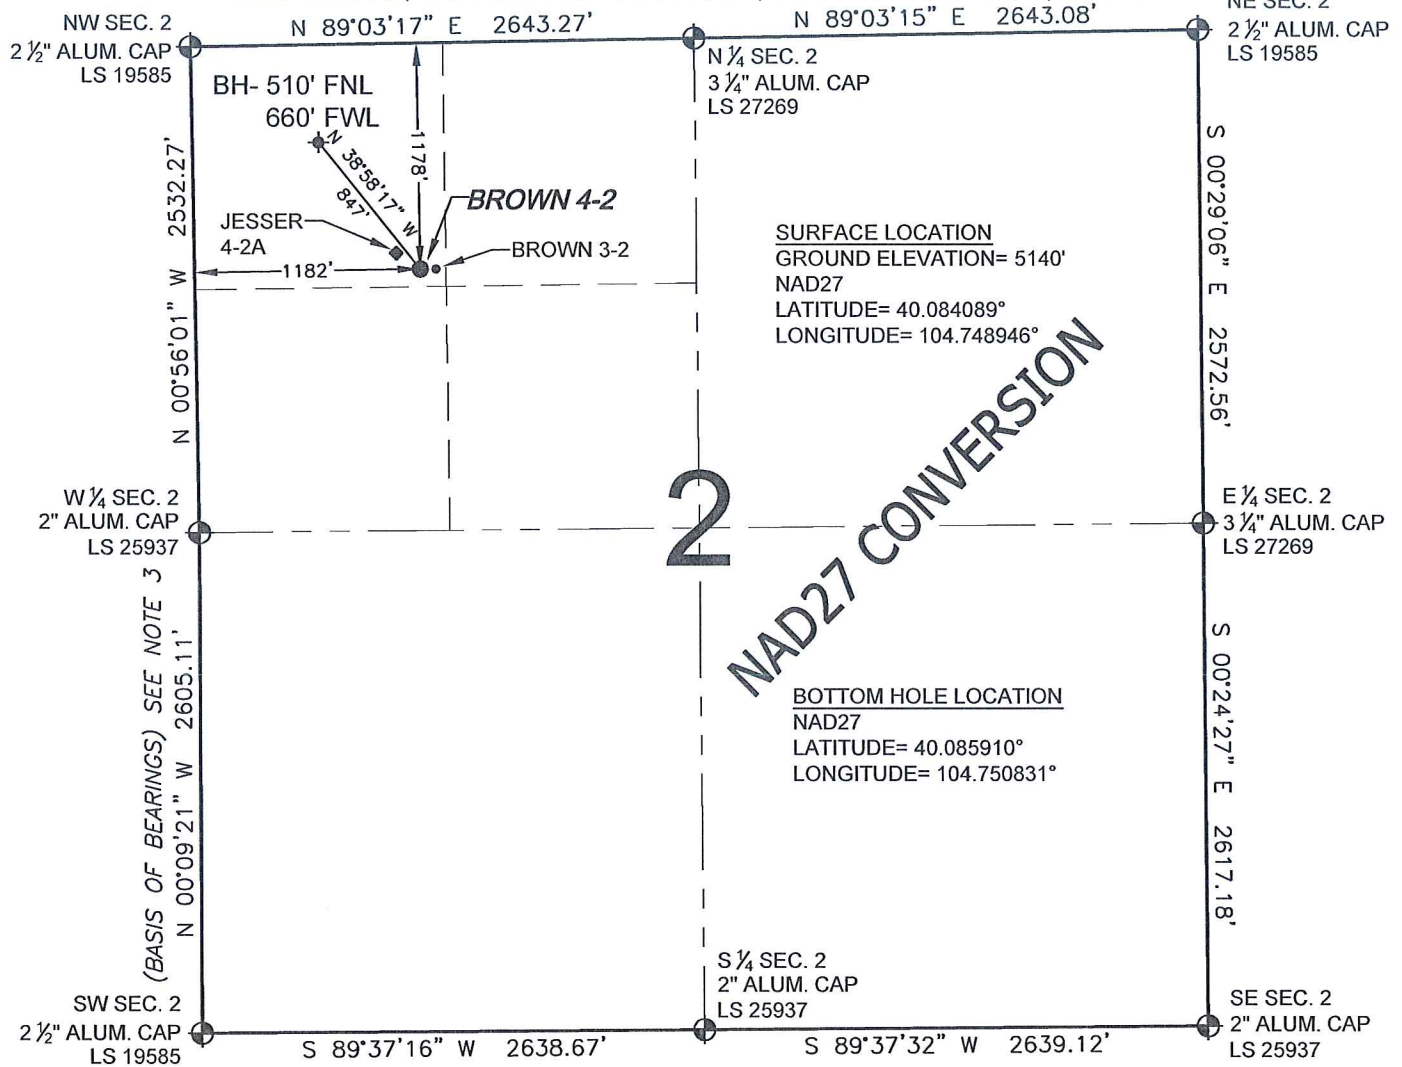 NW SEC. 2
2 ½" ALUM. CAP
LS 19585
N 89°03'17" E 2643.27'
N 89°03'15" E 2643.08'
NE SEC. 2
2 ½" ALUM. CAP
LS 19585
N ¼ SEC. 2
3 ¼" ALUM. CAP
LS 27269
BH- 510' FNL
660' FWL
N 38°58'17" W
847'
1178'
BROWN 4-2
JESSER
4-2A
BROWN 3-2
1182'
N 00°56'01" W 2532.27'
SURFACE LOCATION
GROUND ELEVATION= 5140'
NAD27
LATITUDE= 40.084089°
LONGITUDE= 104.748946°
S 00°29'06" E 2572.56'
NAD27 CONVERSION
2
W ¼ SEC. 2
2" ALUM. CAP
LS 25937
E ¼ SEC. 2
3 ¼" ALUM. CAP
LS 27269
(BASIS OF BEARINGS) SEE NOTE 3
N 00°09'21" W 2605.11'
BOTTOM HOLE LOCATION
NAD27
LATITUDE= 40.085910°
LONGITUDE= 104.750831°
S 00°24'27" E 2617.18'
SW SEC. 2
2 ½" ALUM. CAP
LS 19585
S 89°37'16" W 2638.67'
S ¼ SEC. 2
2" ALUM. CAP
LS 25937
S 89°37'32" W 2639.12'
SE SEC. 2
2" ALUM. CAP
LS 25937